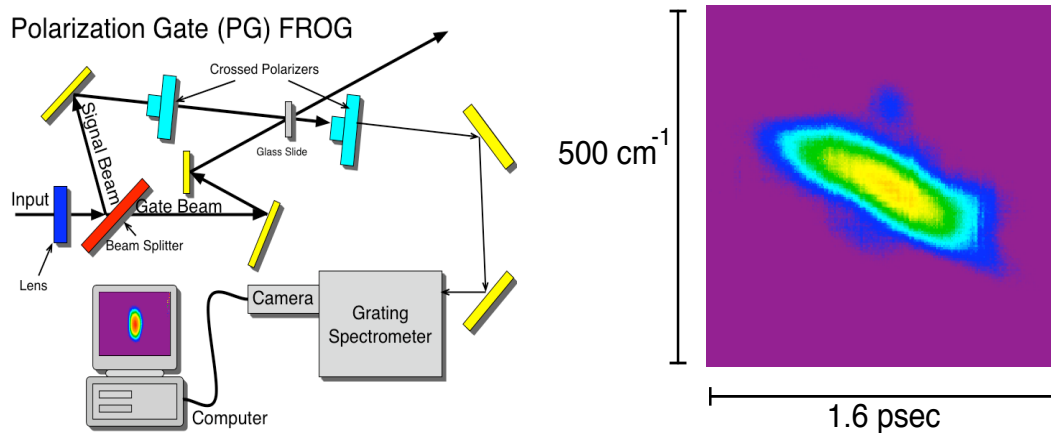 Polarization Gate (PG) FROG
Crossed Polarizers
Signal Beam
Glass Slide
Input
Gate Beam
Beam Splitter
Lens
Camera
Grating
Spectrometer
Computer
500 cm-1
1.6 psec